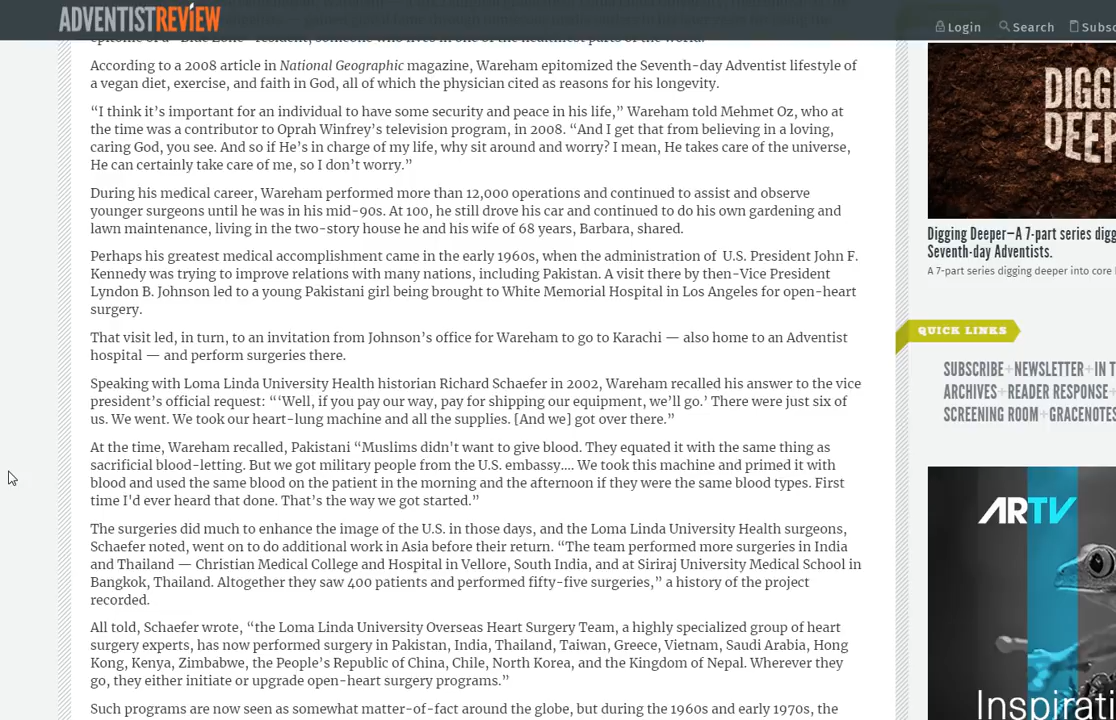 ADVENTISTREVIEW
Login Search Subsc
epitome of a “Blue Zone” resident, someone who lives in one of the healthiest parts of the world.
According to a 2008 article in National Geographic magazine, Wareham epitomized the Seventh-day Adventist lifestyle of
a vegan diet, exercise, and faith in God, all of which the physician cited as reasons for his longevity.
“I think it’s important for an individual to have some security and peace in his life,” Wareham told Mehmet Oz, who at
the time was a contributor to Oprah Winfrey’s television program, in 2008. “And I get that from believing in a loving,
caring God, you see. And so if He’s in charge of my life, why sit around and worry? I mean, He takes care of the universe,
He can certainly take care of me, so I don’t worry.”
During his medical career, Wareham performed more than 12,000 operations and continued to assist and observe
younger surgeons until he was in his mid-90s. At 100, he still drove his car and continued to do his own gardening and
lawn maintenance, living in the two-story house he and his wife of 68 years, Barbara, shared.
Perhaps his greatest medical accomplishment came in the early 1960s, when the administration of U.S. President John F.
Kennedy was trying to improve relations with many nations, including Pakistan. A visit there by then-Vice President
Lyndon B. Johnson led to a young Pakistani girl being brought to White Memorial Hospital in Los Angeles for open-heart
surgery.
That visit led, in turn, to an invitation from Johnson’s office for Wareham to go to Karachi — also home to an Adventist
hospital — and perform surgeries there.
Speaking with Loma Linda University Health historian Richard Schaefer in 2002, Wareham recalled his answer to the vice
president’s official request: “‘Well, if you pay our way, pay for shipping our equipment, we’ll go.’ There were just six of
us. We went. We took our heart-lung machine and all the supplies. [And we] got over there.”
At the time, Wareham recalled, Pakistani “Muslims didn't want to give blood. They equated it with the same thing as
sacrificial blood-letting. But we got military people from the U.S. embassy.... We took this machine and primed it with
blood and used the same blood on the patient in the morning and the afternoon if they were the same blood types. First
time I'd ever heard that done. That’s the way we got started.”
The surgeries did much to enhance the image of the U.S. in those days, and the Loma Linda University Health surgeons,
Schaefer noted, went on to do additional work in Asia before their return. “The team performed more surgeries in India
and Thailand — Christian Medical College and Hospital in Vellore, South India, and at Siriraj University Medical School in
Bangkok, Thailand. Altogether they saw 400 patients and performed fifty-five surgeries,” a history of the project
recorded.
All told, Schaefer wrote, “the Loma Linda University Overseas Heart Surgery Team, a highly specialized group of heart
surgery experts, has now performed surgery in Pakistan, India, Thailand, Taiwan, Greece, Vietnam, Saudi Arabia, Hong
Kong, Kenya, Zimbabwe, the People’s Republic of China, Chile, North Korea, and the Kingdom of Nepal. Wherever they
go, they either initiate or upgrade open-heart surgery programs.”
Such programs are now seen as somewhat matter-of-fact around the globe, but during the 1960s and early 1970s, the
DIGG
DEEP
Digging Deeper—A 7-part series digg
Seventh-day Adventists.
A 7-part series digging deeper into core
QUICK LINKS
SUBSCRIBE+NEWSLETTER+IN T
ARCHIVES+READER RESPONSE+
SCREENING ROOM+GRACENOTES
ARTV
Inspirati